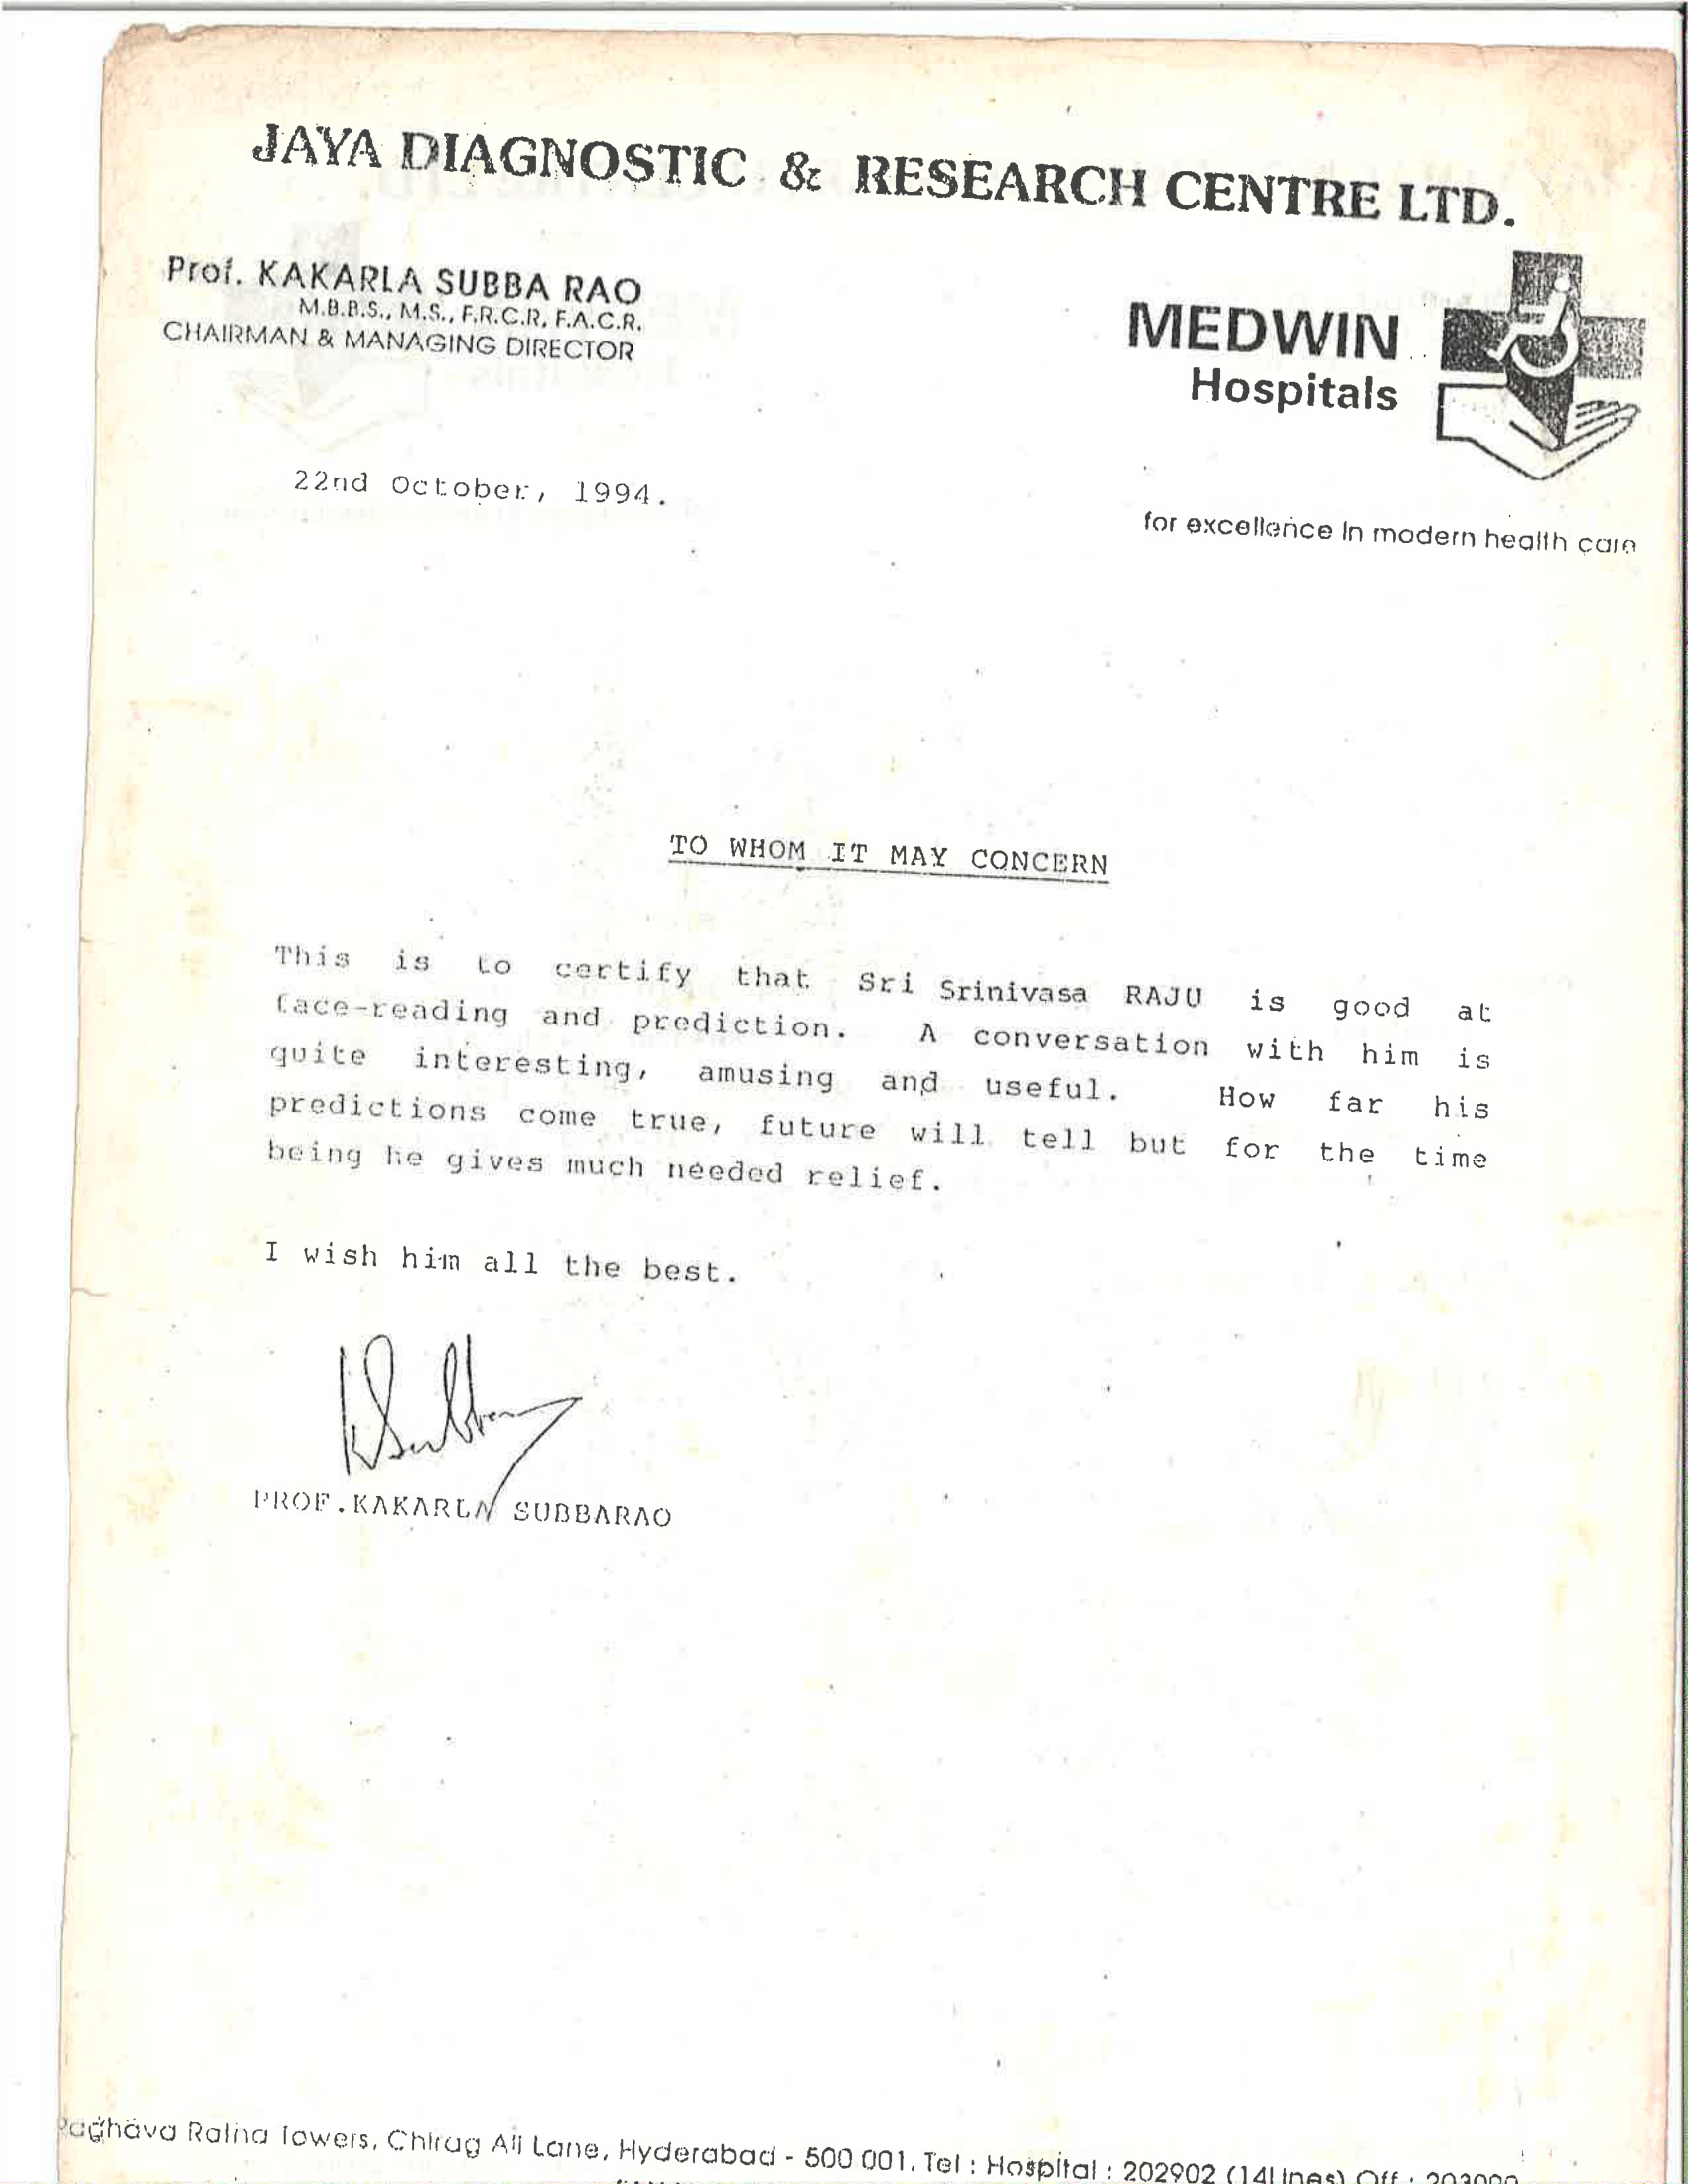 JAYA DIAGNOSTIC & RESEARCH CENTRE LTD.
Prof. KAKARLA SUBBA RAO
M.B.B.S., M.S., F.R.C.R, F.A.C.R.
CHAIRMAN & MANAGING DIRECTOR
MEDWIN
Hospitals
22nd October, 1994.
for excellence in modern health care
TO WHOM IT MAY CONCERN
This is to certify that Sri Srinivasa RAJU is good at
face-reading and prediction. A conversation with him is
quite interesting, amusing and useful. How far his
predictions come true, future will tell but for the time
being he gives much needed relief.
I wish him all the best.
KSubba
PROF.KAKARLA SUBBARAO
Raghava Ratna Towers, Chirag Ali Lane, Hyderabad - 500 001. Tel : Hospital : 202902 (14Lines) Off :